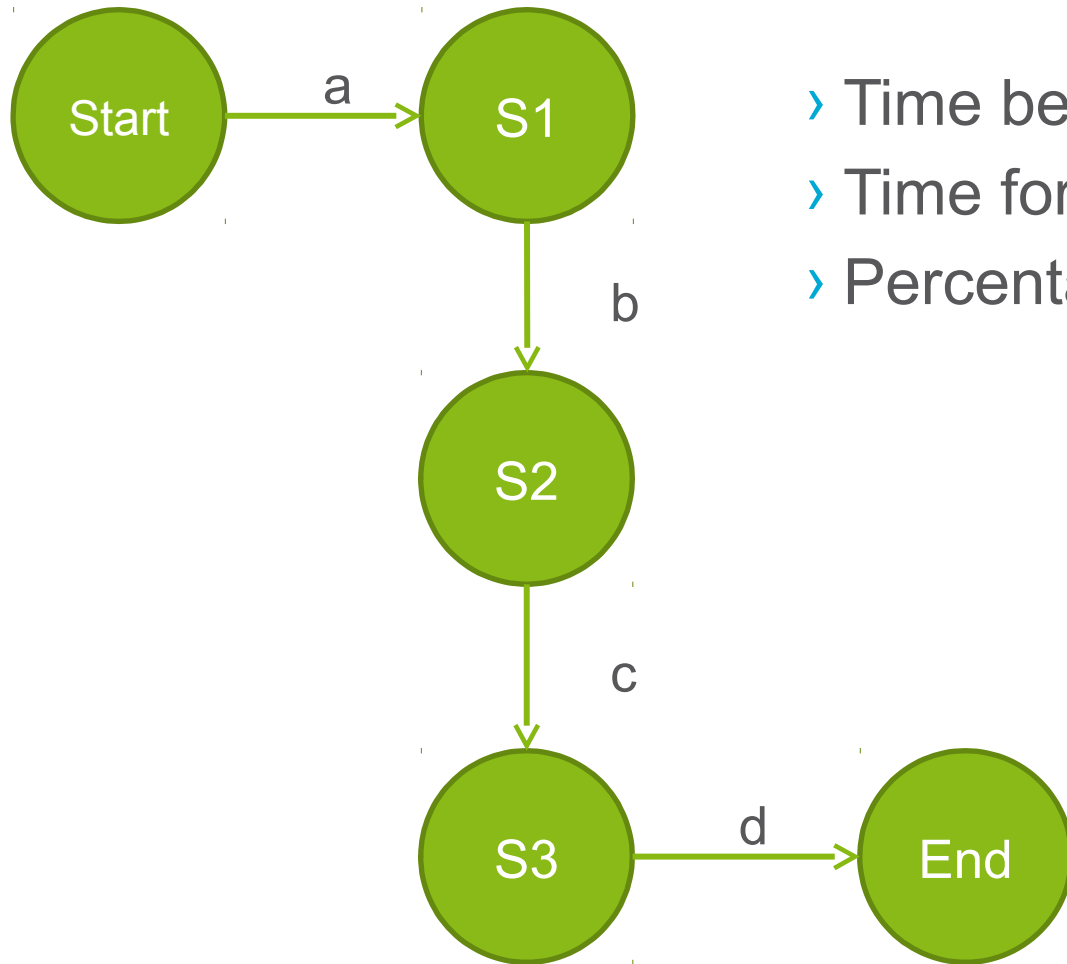 Start
a
S1
› Time be
› Time for
› Percenta
b
S2
c
S3
d
End